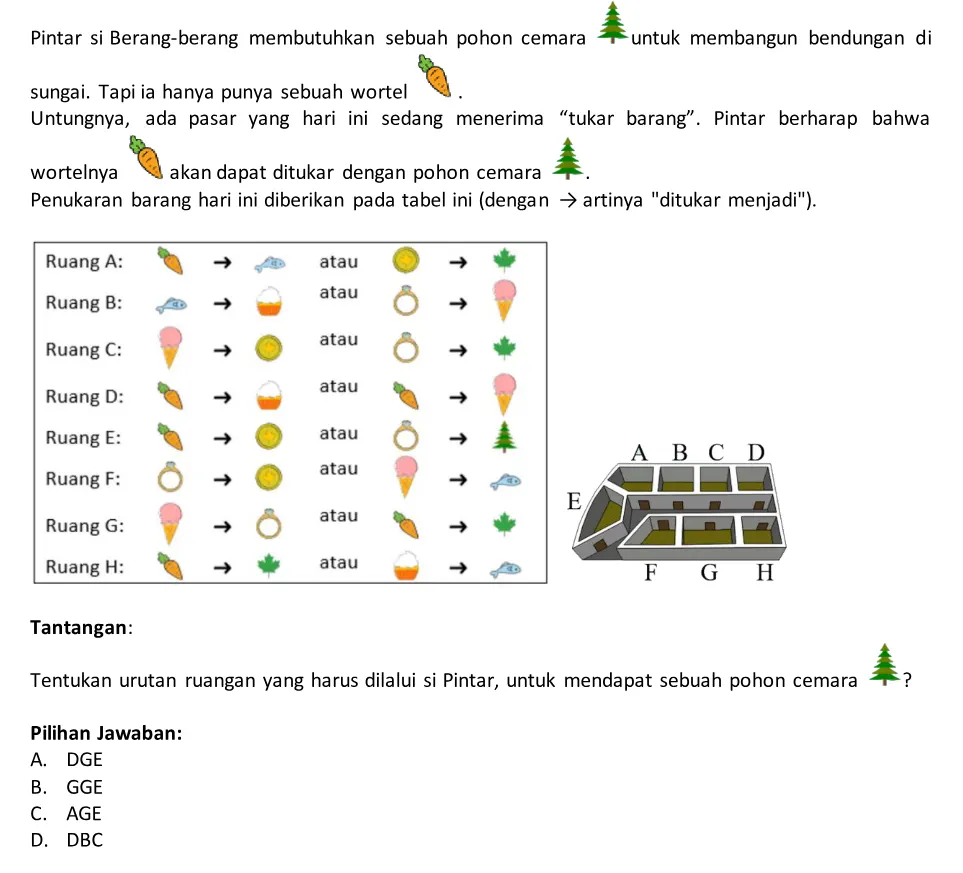 Pintar si Berang-berang membutuhkan sebuah pohon cemara untuk membangun bendungan di
sungai. Tapi ia hanya punya sebuah wortel .
Untungnya, ada pasar yang hari ini sedang menerima “tukar barang”. Pintar berharap bahwa
wortelnya akan dapat ditukar dengan pohon cemara .
Penukaran barang hari ini diberikan pada tabel ini (dengan → artinya "ditukar menjadi").
Ruang A: → atau →
Ruang B: → atau →
Ruang C: → atau →
Ruang D: → atau →
Ruang E: → atau →
Ruang F: → atau →
Ruang G: → atau →
Ruang H: → atau →
A B C D
E
F G H
Tantangan:
Tentukan urutan ruangan yang harus dilalui si Pintar, untuk mendapat sebuah pohon cemara ?
Pilihan Jawaban:
A. DGE
B. GGE
C. AGE
D. DBC